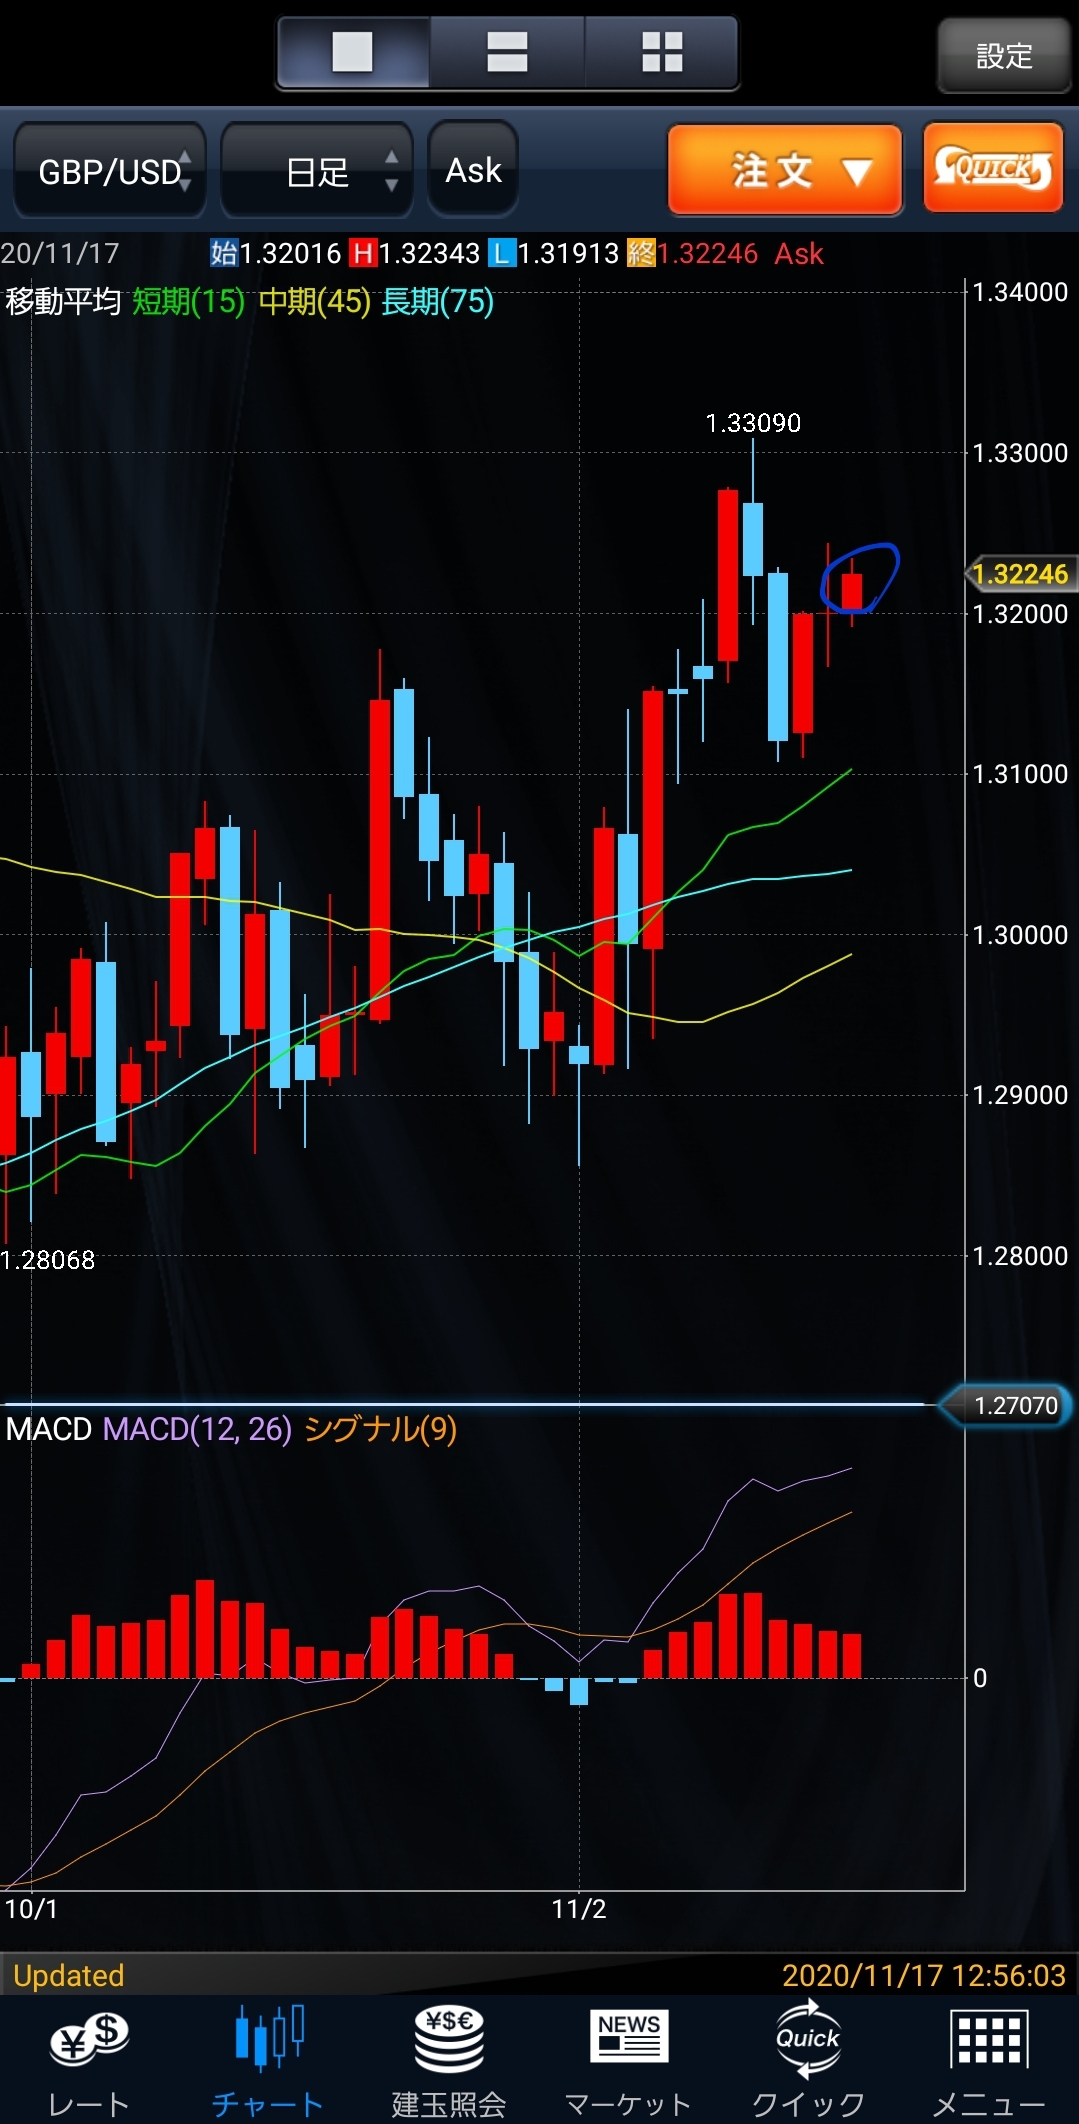 設定
GBP/USD 日足 Ask 注文 ▼ QUICK
20/11/17 始1.32016 H1.32343 L1.31913 終1.32246 Ask
移動平均 短期(15) 中期(45) 長期(75)
1.34000
1.33090
1.33000
1.32246
1.32000
1.31000
1.30000
1.29000
1.28068
1.28000
1.27070
MACD MACD(12, 26) シグナル(9)
0
10/1 11/2
Updated 2020/11/17 12:56:03
¥ $ ¥$€ NEWS Quick
レート チャート 建玉照会 マーケット クイック メニュー